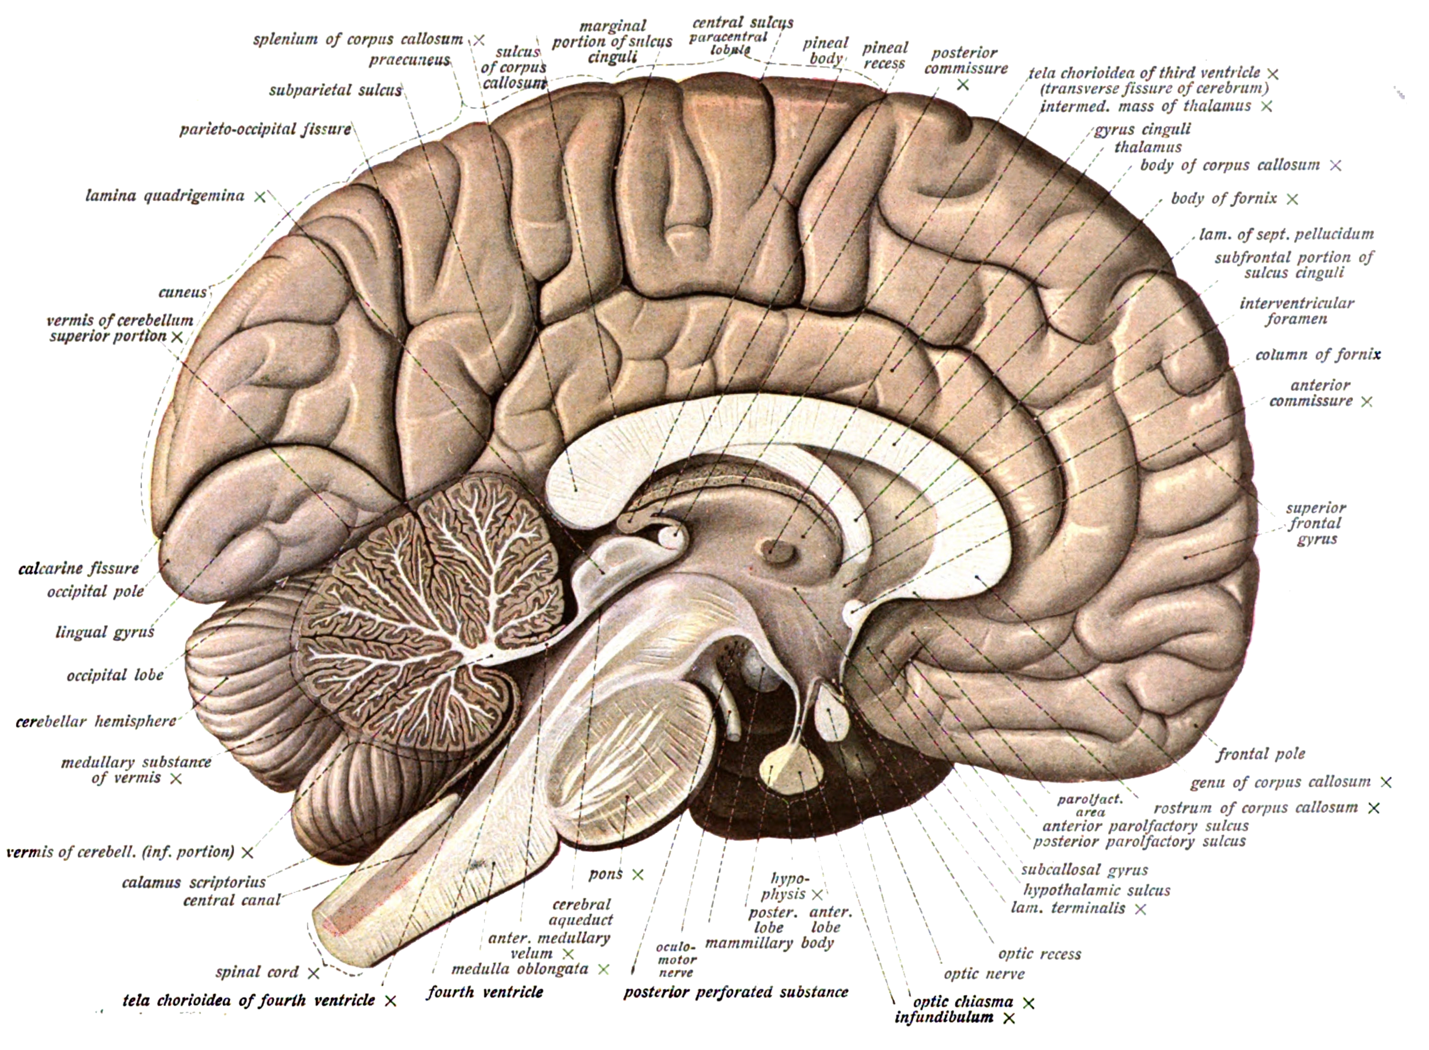 splenium of corpus callosum ×
praecuneus
subparietal sulcus
parieto-occipital fissure
lamina quadrigemina ×
cuneus
vermis of cerebellum
superior portion ×
calcarine fissure
occipital pole
lingual gyrus
occipital lobe
cerebellar hemisphere
medullary substance
of vermis ×
vermis of cerebell. (inf. portion) ×
calamus scriptorius
central canal
spinal cord ×
tela chorioidea of fourth ventricle ×
sulcus
of corpus
callosum
marginal
portion of sulcus
cinguli
central sulcus
paracentral
lobule
pineal
body
pineal
recess
posterior
commissure
×
tela chorioidea of third ventricle ×
(transverse fissure of cerebrum)
intermed. mass of thalamus ×
gyrus cinguli
thalamus
body of corpus callosum ×
body of fornix ×
lam. of sept. pellucidum
subfrontal portion of
sulcus cinguli
interventricular
foramen
column of fornix
anterior
commissure ×
superior
frontal
gyrus
frontal pole
genu of corpus callosum ×
rostrum of corpus callosum ×
parolfact.
area
anterior parolfactory sulcus
posterior parolfactory sulcus
subcallosal gyrus
hypothalamic sulcus
lam. terminalis ×
optic recess
optic nerve
optic chiasma ×
infundibulum ×
pons ×
cerebral
aqueduct
anter. medullary
velum ×
medulla oblongata ×
fourth ventricle
hypo-
physis ×
poster. anter.
lobe lobe
mammillary body
oculo-
motor
nerve
posterior perforated substance